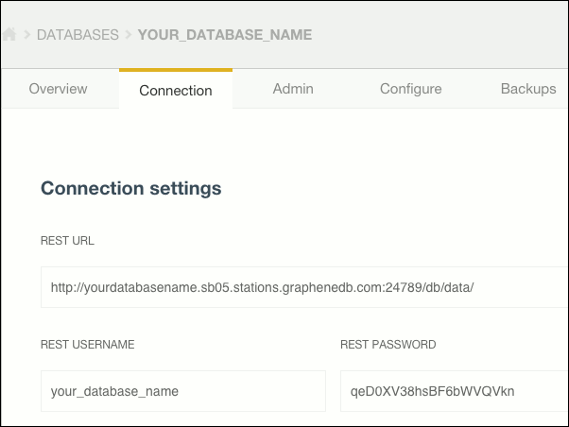 DATABASES > YOUR_DATABASE_NAME
Overview Connection Admin Configure Backups
Connection settings
REST URL
http://yourdatabasename.sb05.stations.graphenedb.com:24789/db/data/
REST USERNAME REST PASSWORD
your_database_name qeD0XV38hsBF6bWVQVkn